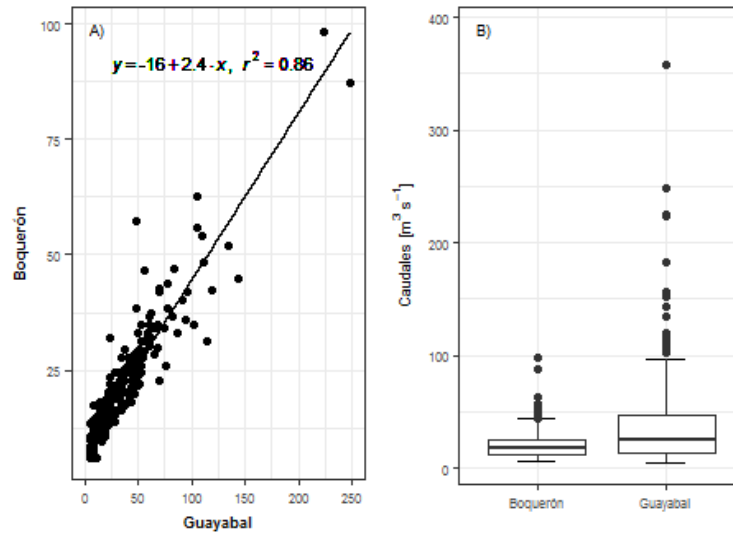 A)
y=-16+2.4·x, r² = 0.86
100
75
50
25
Boquerón
0
50
100
150
200
250
Guayabal
B)
400
300
200
100
0
Caudales [m³ s⁻¹]
Boquerón
Guayabal